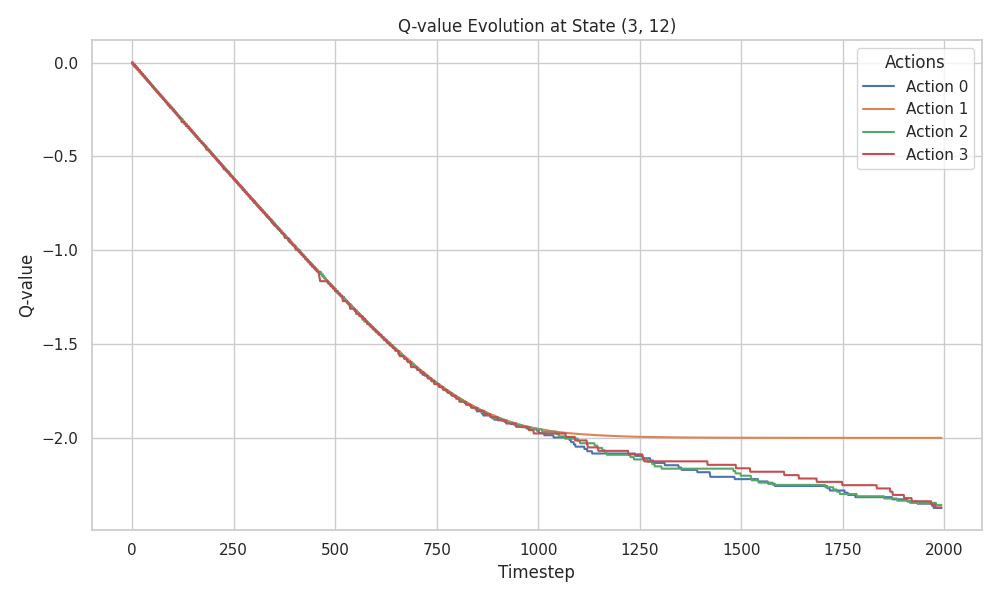 Q-value Evolution at State (3, 12)
Actions
Action 0
Action 1
Action 2
Action 3
Q-value
0.0
−0.5
−1.0
−1.5
−2.0
0 250 500 750 1000 1250 1500 1750 2000
Timestep